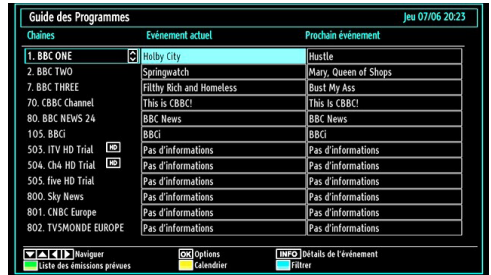 Guide des Programmes Jeu 07/06 20:23
Chaînes Evénement actuel Prochain événement
1. BBC ONE Holby City Hustle
2. BBC TWO Springwatch Mary, Queen of Shops
7. BBC THREE Filthy Rich and Homeless Bust My Ass
70. CBBC Channel This is CBBC! This Is CBBC!
80. BBC NEWS 24 BBC News BBC News
105. BBCi BBCi BBCi
503. ITV HD Trial HD Pas d'informations Pas d'informations
504. Ch4 HD Trial HD Pas d'informations Pas d'informations
505. five HD Trial Pas d'informations Pas d'informations
800. Sky News Pas d'informations Pas d'informations
801. CNBC Europe Pas d'informations Pas d'informations
802. TV5MONDE EUROPE Pas d'informations Pas d'informations
Naviguer OK Options INFO Détails de l'événement
Liste des émissions prévues Calendrier Filtrer